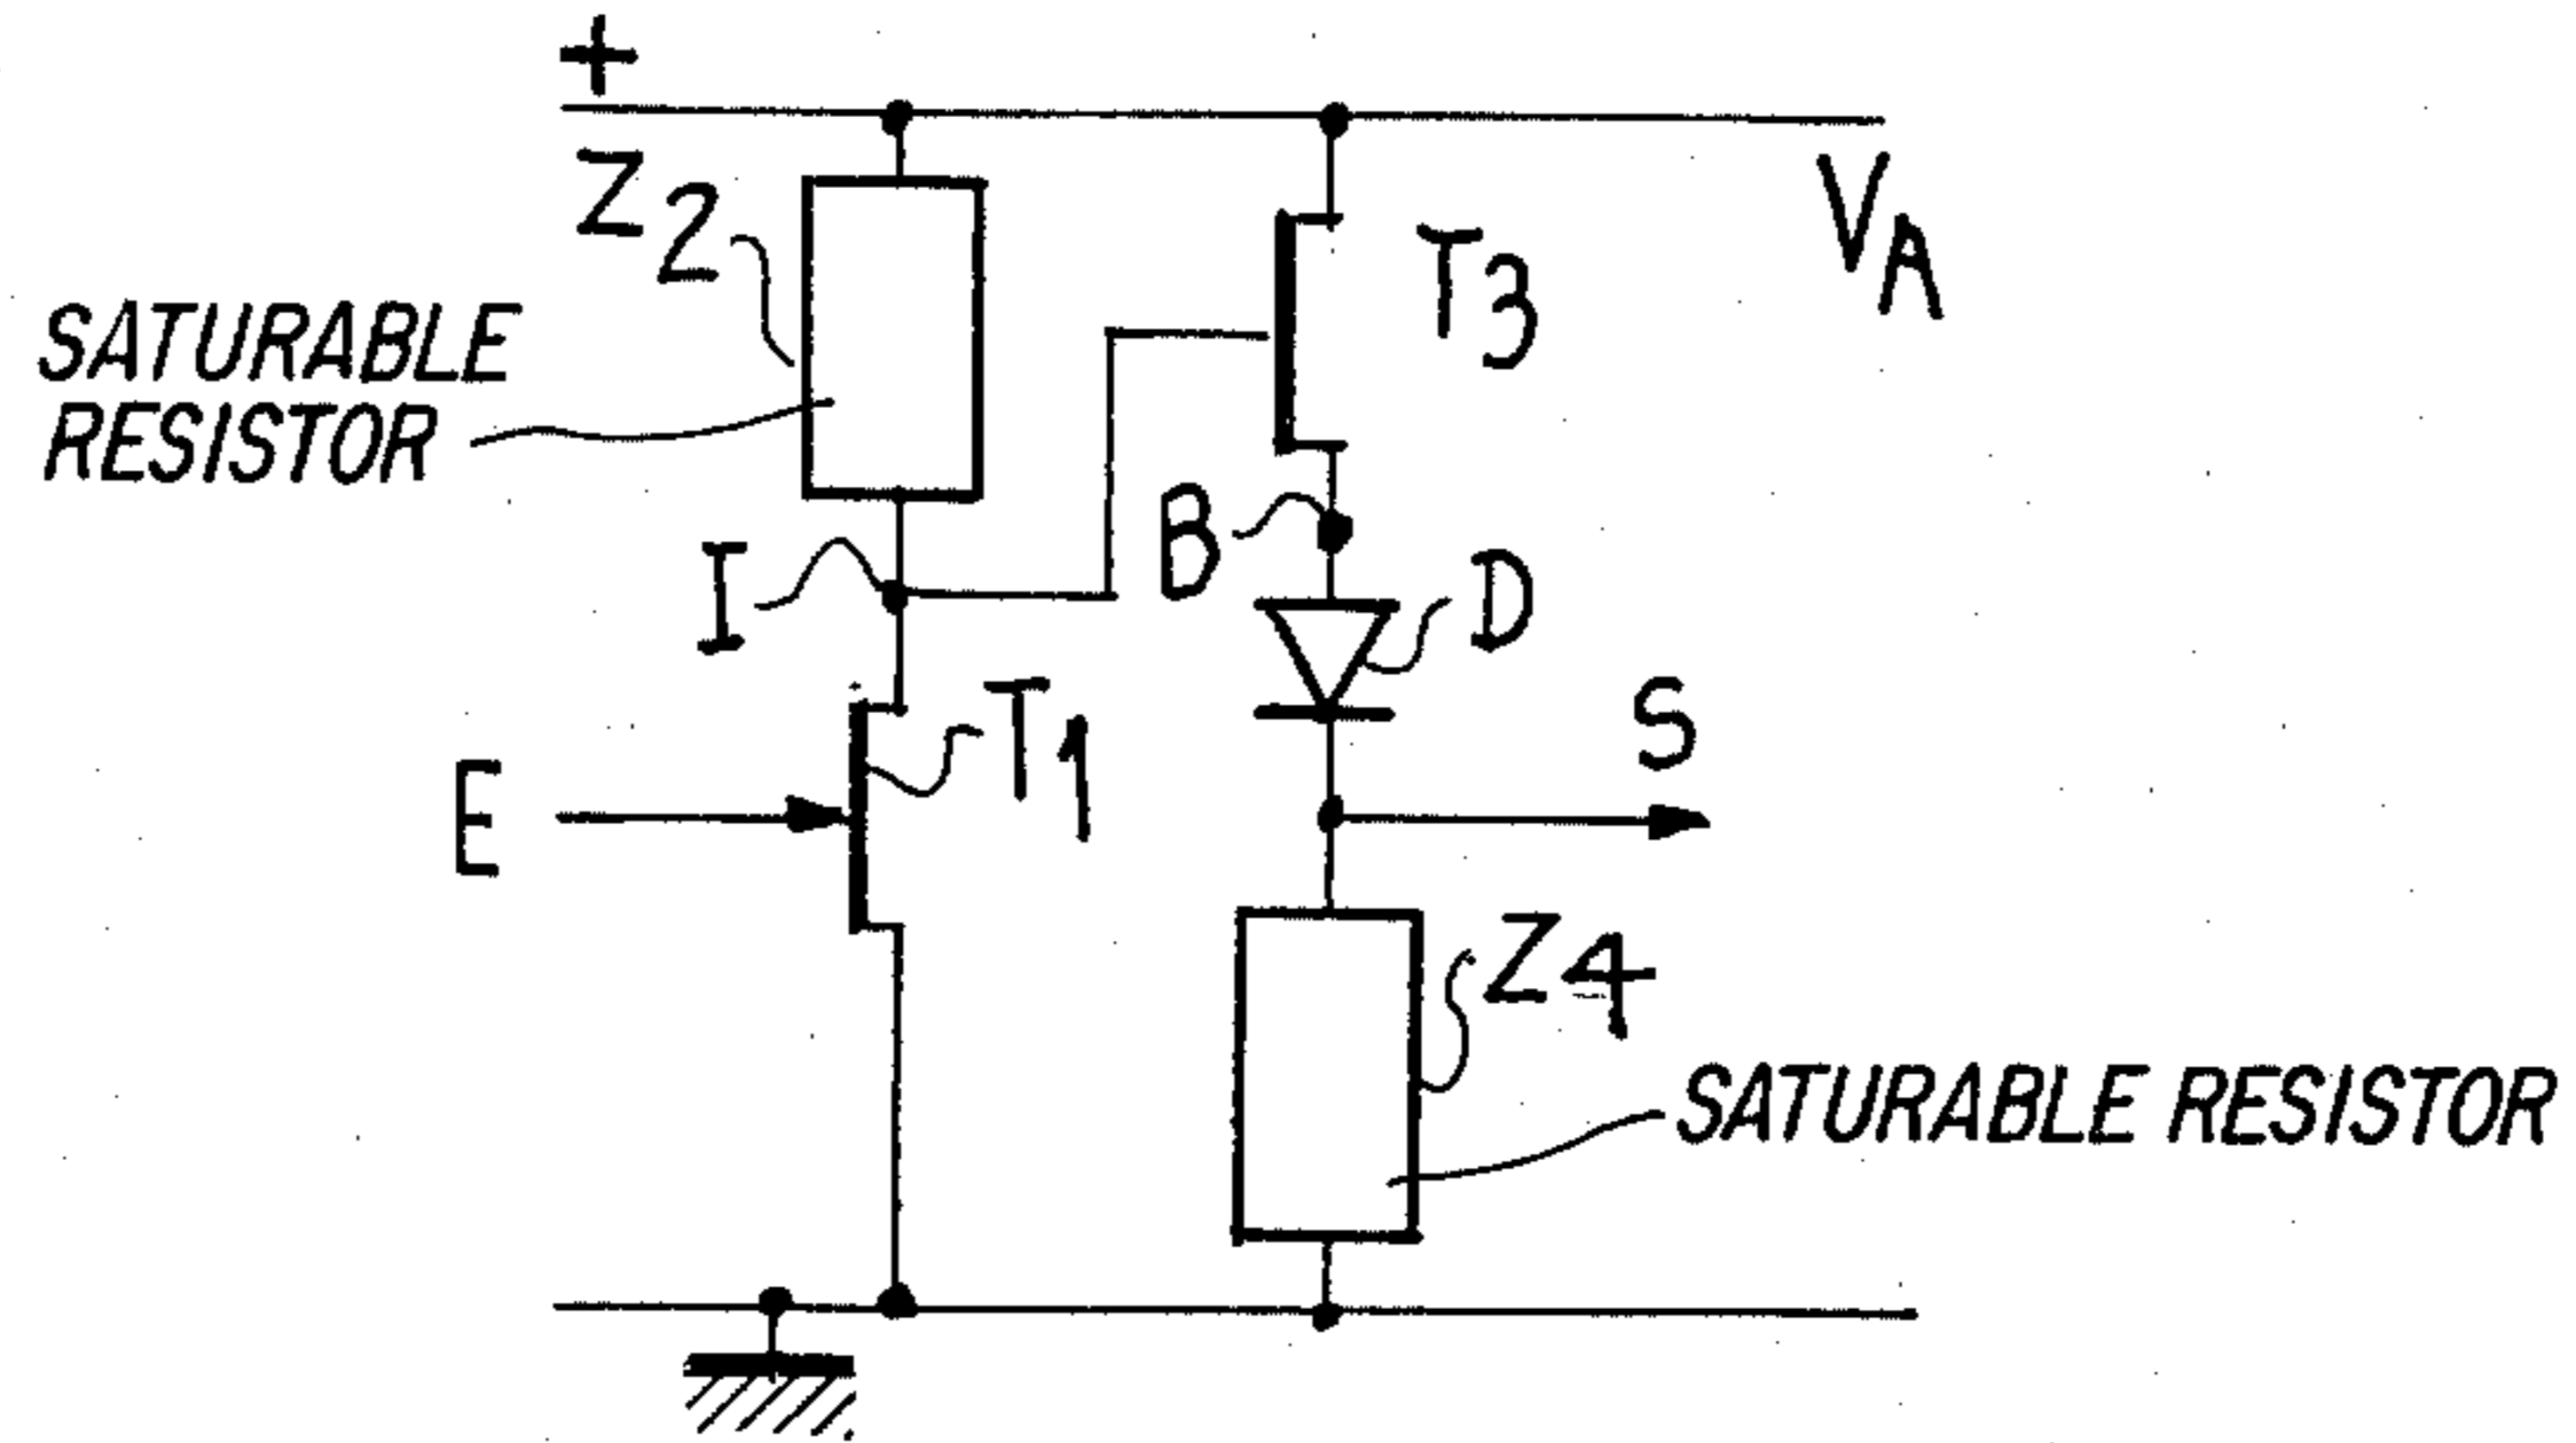 +
Z2
VA
T3
SATURABLE
RESISTOR
B
I
D
T1
S
E
Z4
SATURABLE RESISTOR